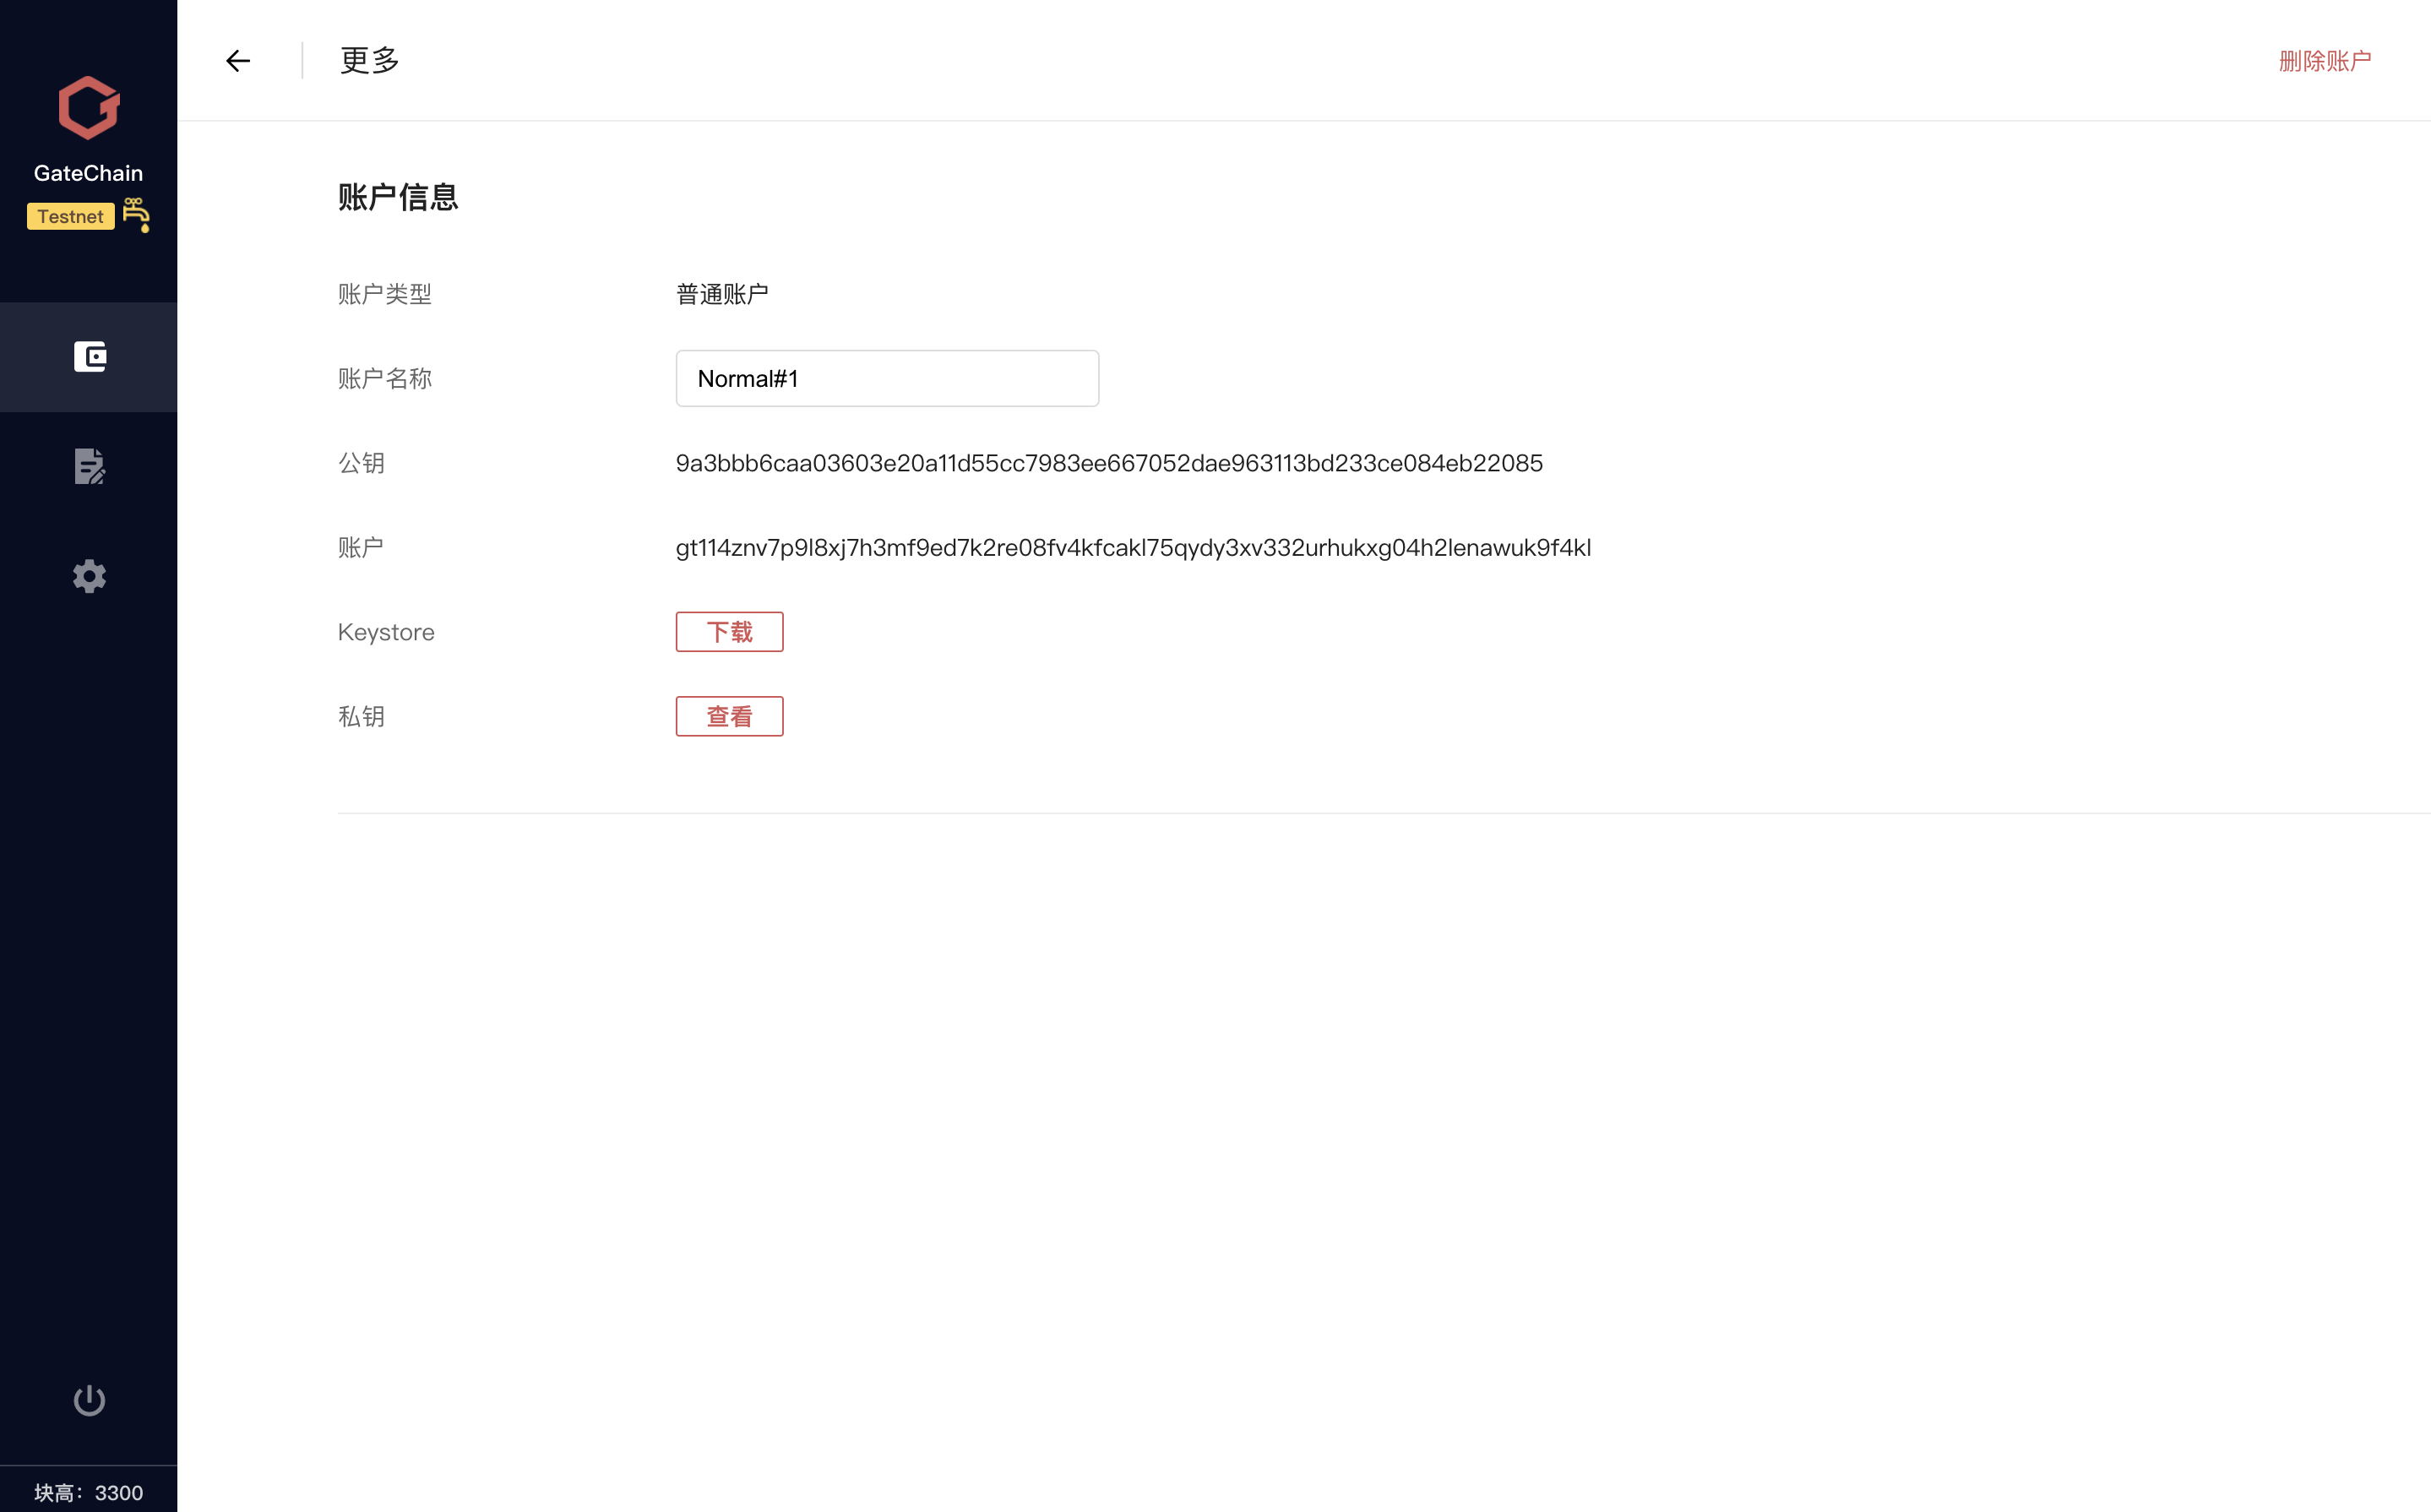 GateChain
Testnet
更多
删除账户
账户信息
账户类型
普通账户
账户名称
Normal#1
公钥
9a3bbb6caa03603e20a11d55cc7983ee667052dae963113bd233ce084eb22085
账户
gt114znv7p9l8xj7h3mf9ed7k2re08fv4kfcakl75qydy3xv332urhukxg04h2lenawuk9f4kl
Keystore
下载
私钥
查看
块高：3300